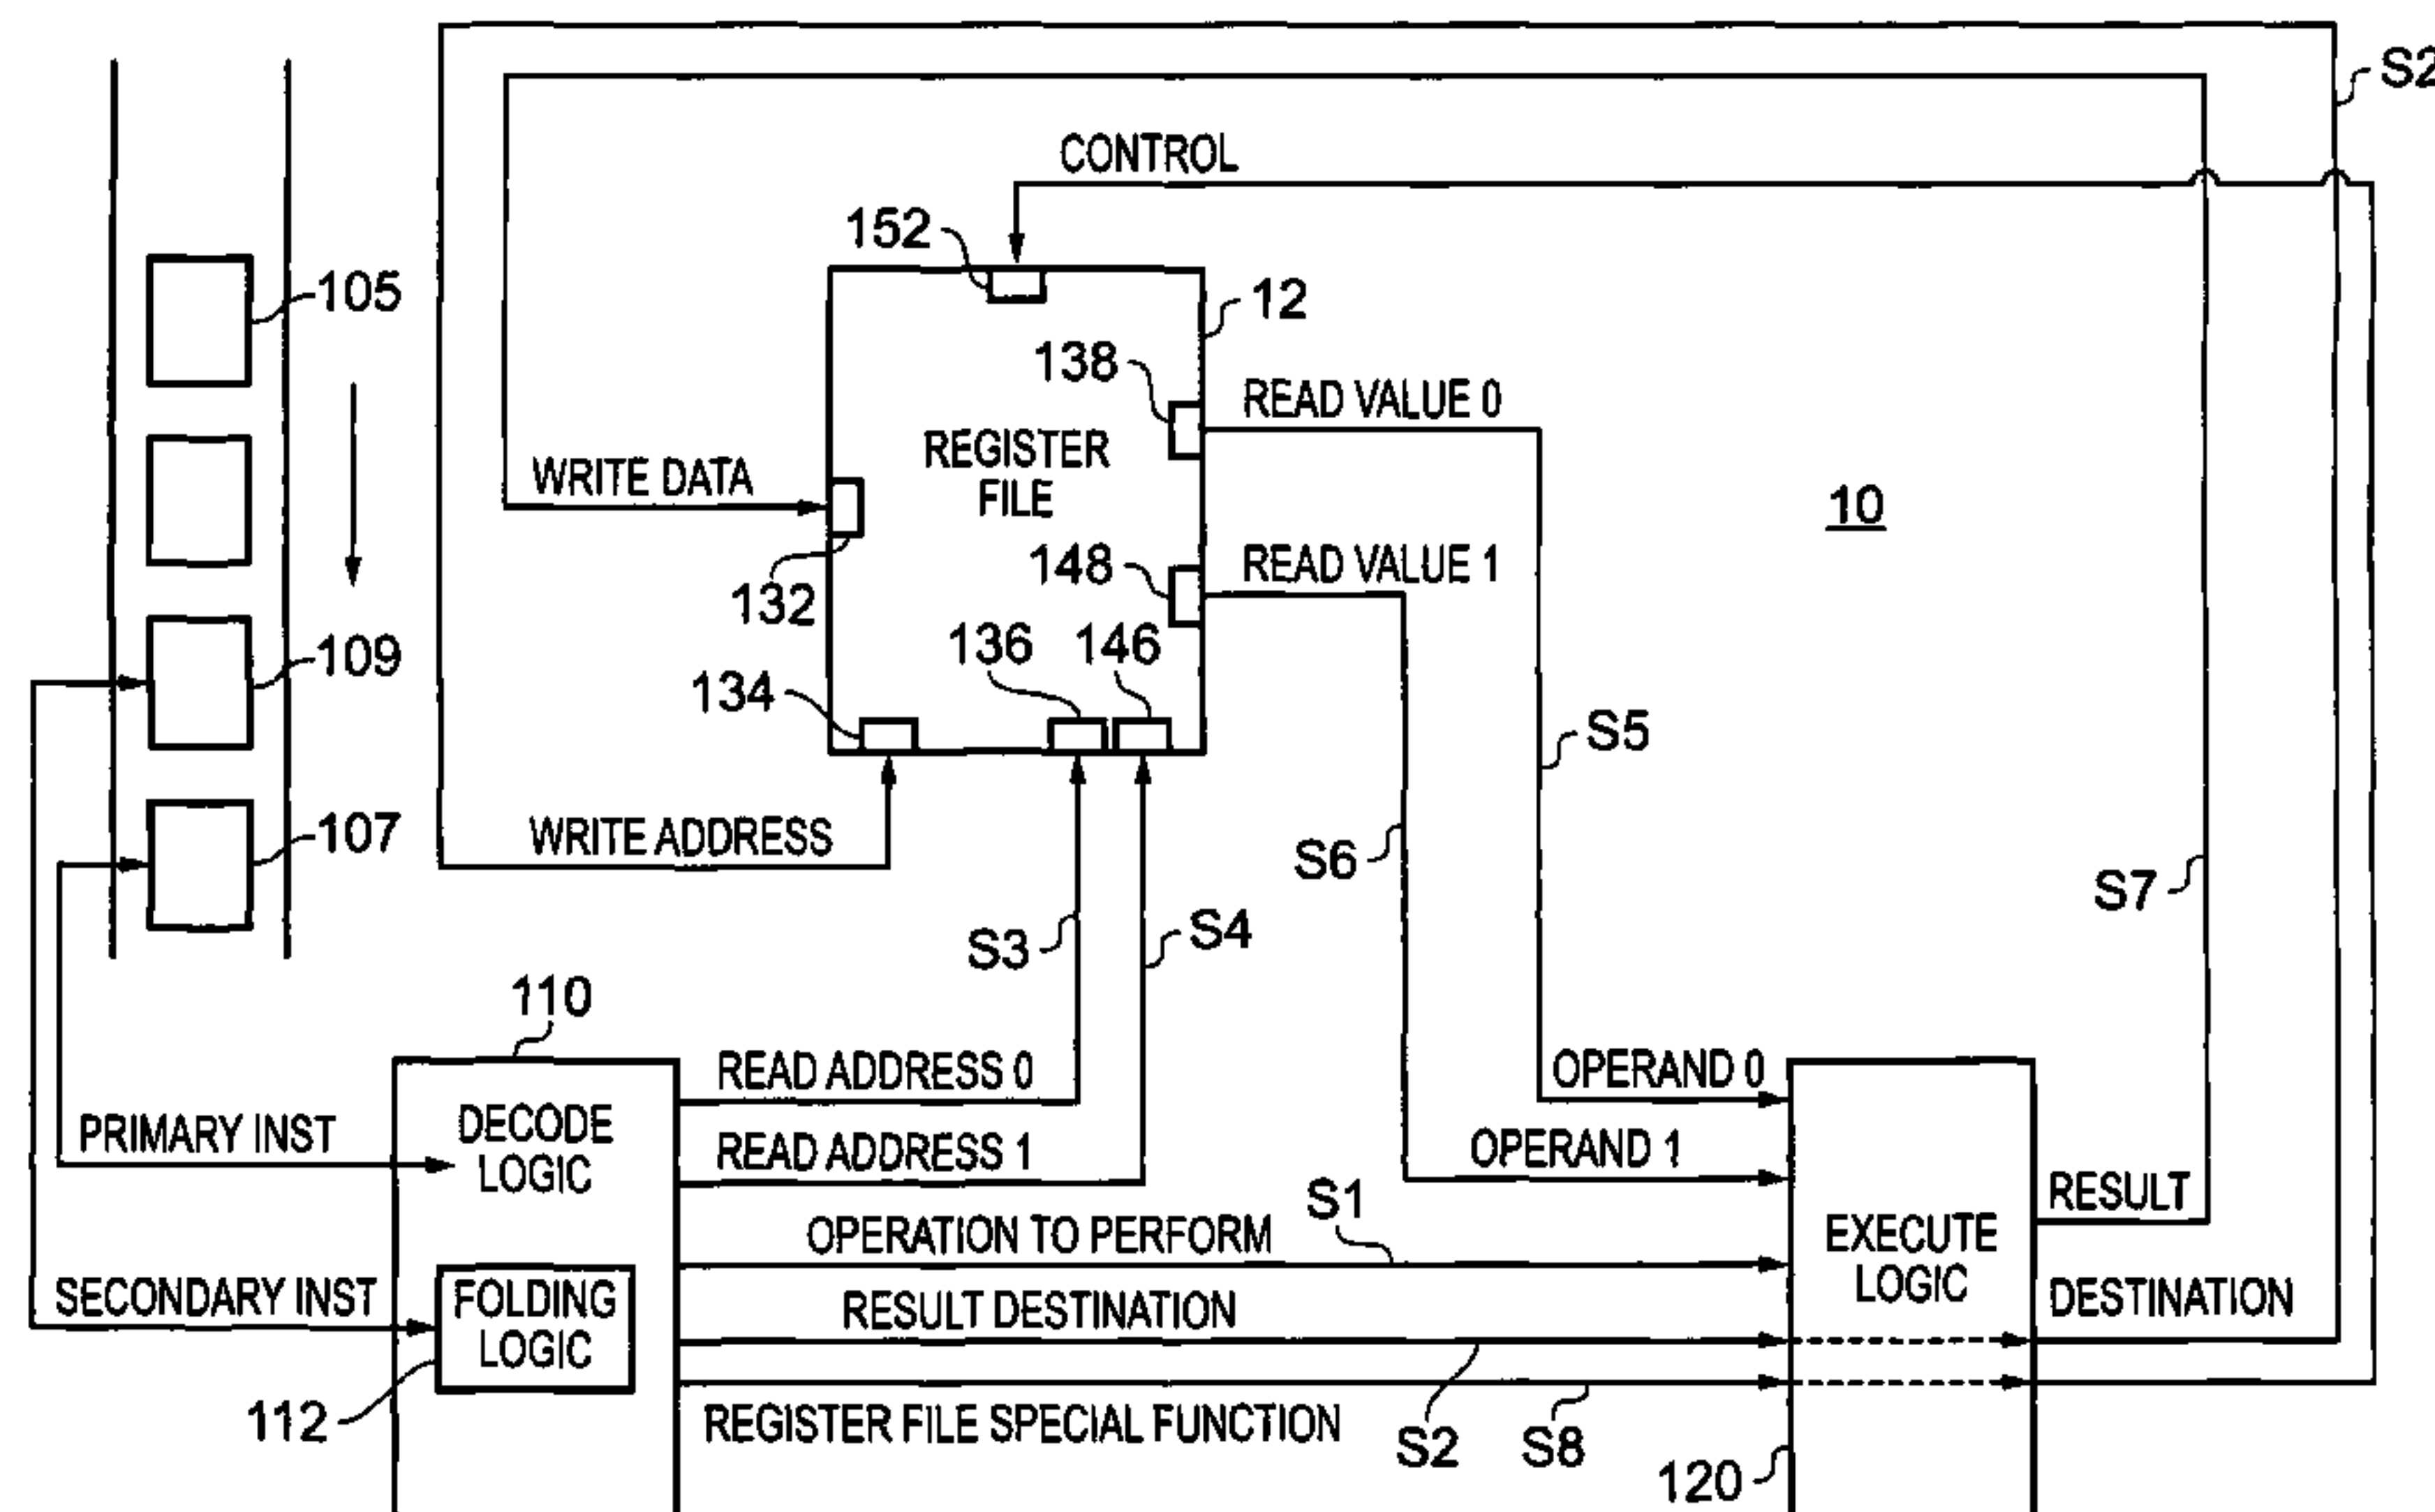 S2
CONTROL
152
105
12
138
READ VALUE 0
REGISTER
FILE
WRITE DATA
10
148
READ VALUE 1
132
136
146
109
134
S5
WRITE ADDRESS
107
S6
S7
S3
S4
110
READ ADDRESS 0
OPERAND 0
DECODE
LOGIC
PRIMARY INST
READ ADDRESS 1
OPERAND 1
S1
RESULT
OPERATION TO PERFORM
EXECUTE
LOGIC
SECONDARY INST
FOLDING
LOGIC
RESULT DESTINATION
DESTINATION
112
REGISTER FILE SPECIAL FUNCTION
S2
S8
120